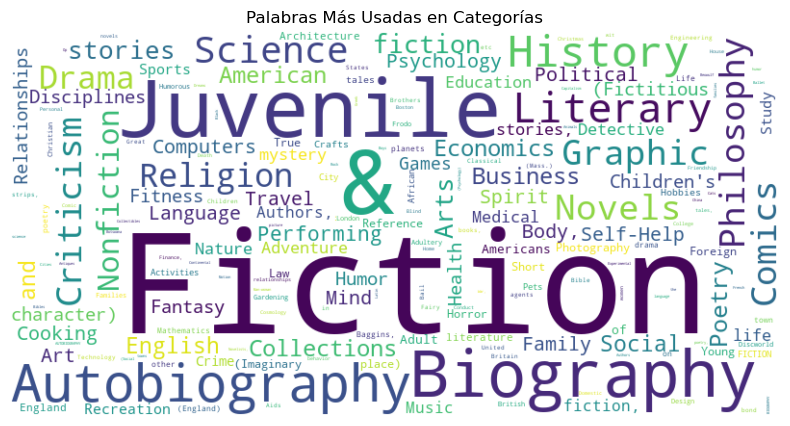 Palabras Más Usadas en Categorías
Relationships
stories
Science
fiction
Architecture
History
Drama
Sports
American
Psychology
Political
tales
States
Humorous
Disciplines
Juvenile
Education
(Fictitious
Life
Study
Personal
Brothers
Boston
Literary
Philosophy
Christian
Great
True
Crafts
Frodo
stories,
Detective
Criticism
Nonfiction
Computers
mystery
&
planets
Classical
Economics
Graphic
Friendship
Religion
City
Games
(Mass.)
Children's
Comics
strips,
Fitness
Travel
African
Business
Hobbies
Children
Language
Authors,
London
Blind
Arts
Spirit
Novels
tales,
College
poetry
Performing
Reference
Medical
Body,
Self-Help
Nature
Adventure
Adultery
Americans
Photography
drama
Foreign
and
Fiction
Health
Finance,
Law
Humor
Short
Poetry
Activities
relationships
Mind
Pets
Bible
Families
Fantasy
Gardening
Bail
agents
town
character)
Horror
Fairy
Conduct
Cooking
Mathematics
Baggins,
literature
of
English
Collections
Adult
Family
Social
life
Art
Technology
other
Crime
(Imaginary
place)
United
Britain
on
Young
FICTION
Discworld
Autobiography
Biography
England
Recreation
(England)
Aids
Music
British
fiction,
Design
bond
Engineering